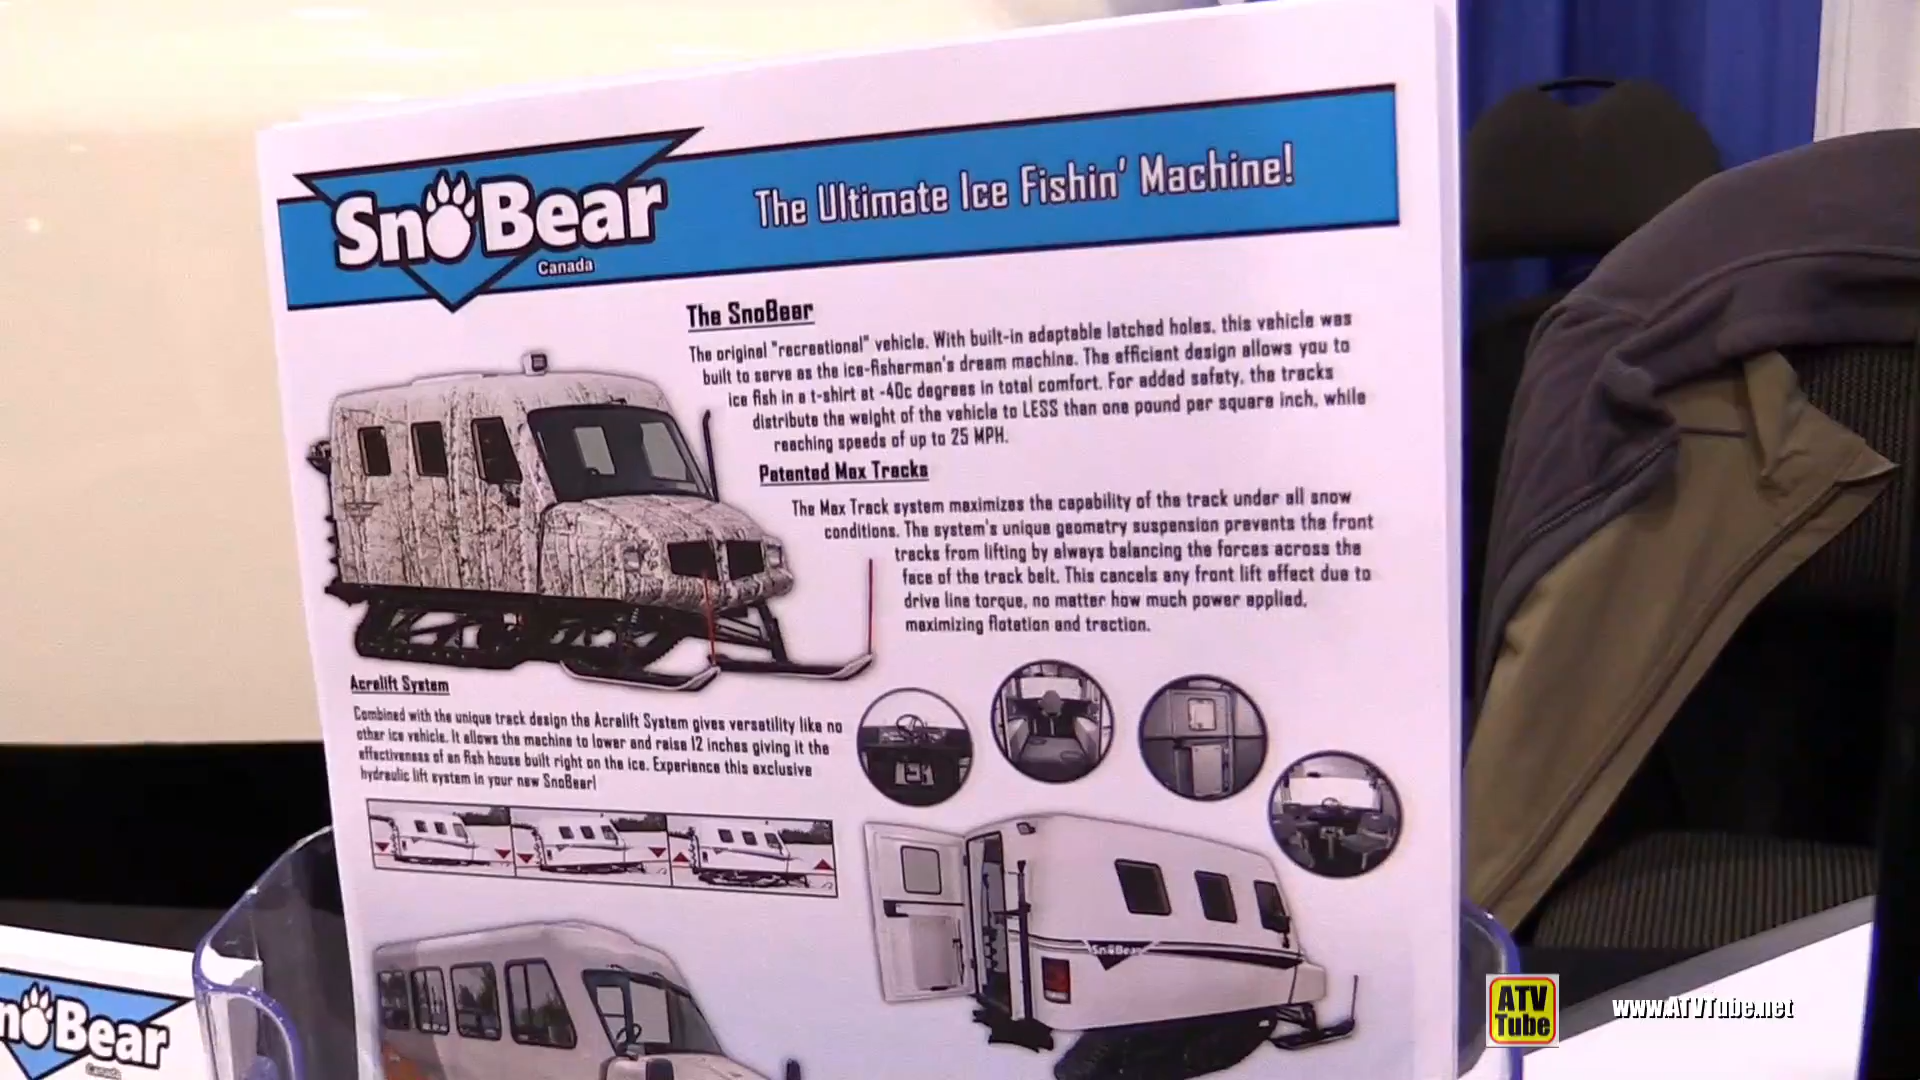 SnoBear
Canada
The Ultimate Ice Fishin' Machine!
The SnoBear
The original "recreational" vehicle. With built-in adaptable latched holes, this vehicle was
built to serve as the ice-fisherman's dream machine. The efficient design allows you to
ice fish in a t-shirt at -40c degrees in total comfort. For added safety, the tracks
distribute the weight of the vehicle to LESS than one pound per square inch, while
reaching speeds of up to 25 MPH.
Patented Max Tracks
The Max Track system maximizes the capability of the track under all snow
conditions. The system's unique geometry suspension prevents the front
tracks from lifting by always balancing the forces across the
face of the track belt. This cancels any front lift effect due to
drive line torque, no matter how much power applied,
maximizing flotation and traction.
Acralift System
Combined with the unique track design the Acralift System gives versatility like no
other ice vehicle. It allows the machine to lower and raise 12 inches giving it the
effectiveness of an fish house built right on the ice. Experience this exclusive
hydraulic lift system in your new SnoBear!
SnoBear
noBear
Canada
ATV
Tube
www.ATVTube.net